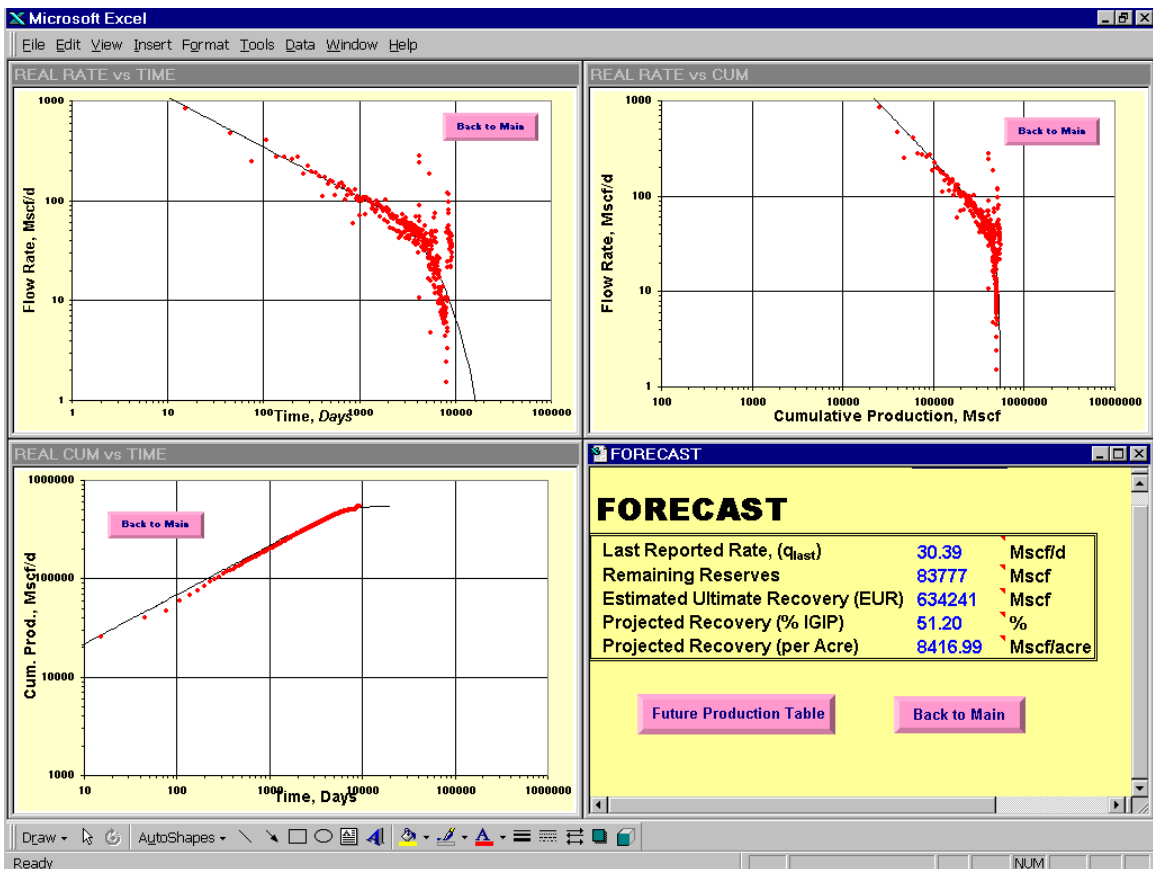 Microsoft Excel
File Edit View Insert Format Tools Data Window Help
REAL RATE vs TIME
1000
100
10
1
Flow Rate, Mscf/d
Back to Main
1 10 100 1000 10000 100000
Time, Days
REAL RATE vs CUM
1000
100
10
1
Flow Rate, Mscf/d
Back to Main
100 1000 10000 100000 1000000 10000000
Cumulative Production, Mscf
REAL CUM vs TIME
1000000
100000
10000
1000
Cum. Prod., Mscf/d
Back to Main
10 100 1000 10000 100000 1000000
Time, Days
FORECAST
FORECAST
Last Reported Rate, (qlast) 30.39 Mscf/d
Remaining Reserves 83777 Mscf
Estimated Ultimate Recovery (EUR) 634241 Mscf
Projected Recovery (% IGIP) 51.20 %
Projected Recovery (per Acre) 8416.99 Mscf/acre
Future Production Table Back to Main
Draw AutoShapes
Ready NUM